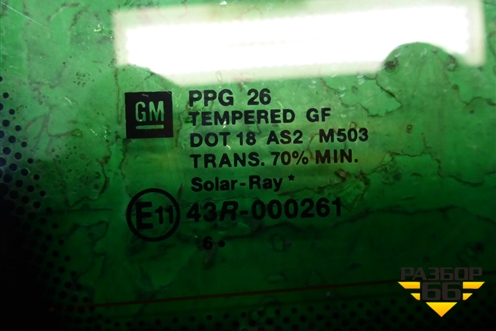 GM
PPG 26
TEMPERED GF
DOT 18 AS2 M503
TRANS. 70% MIN.
Solar-Ray*
E11 43R-000261
6•
РАЗБОР
66